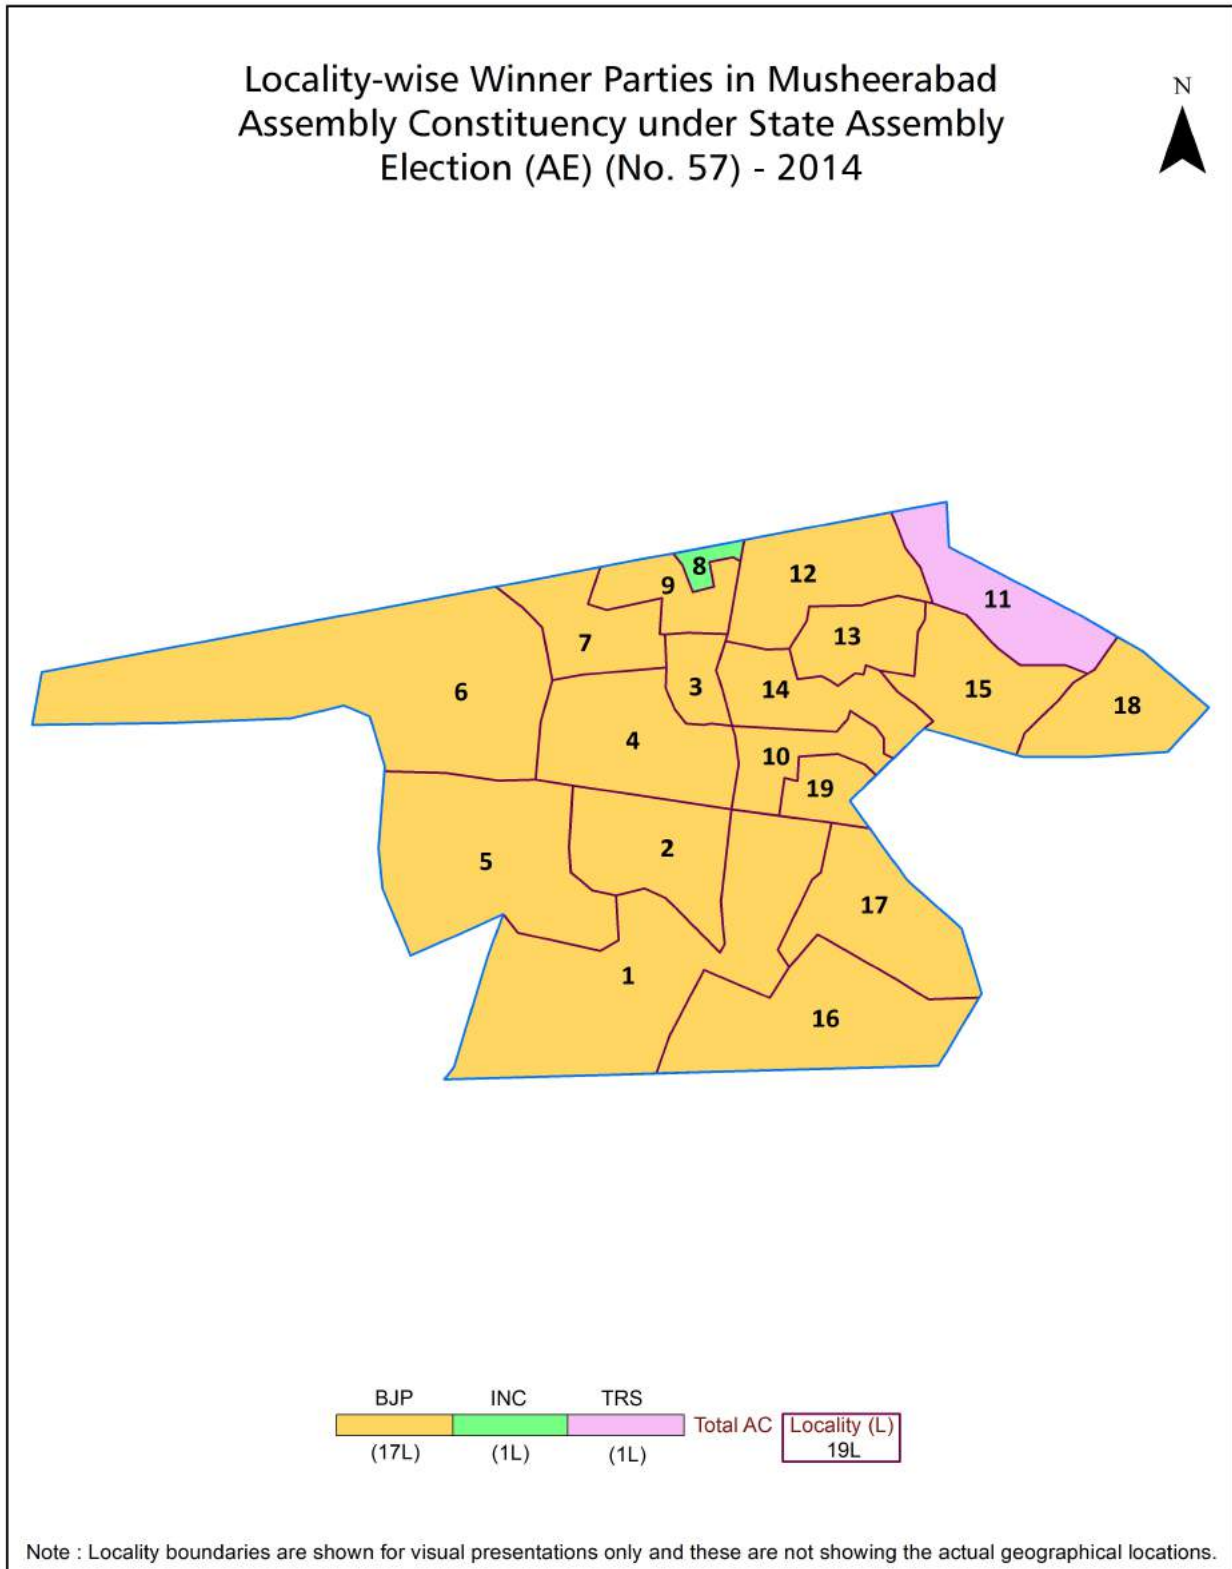 Locality-wise Winner Parties in Musheerabad
Assembly Constituency under State Assembly
Election (AE) (No. 57) - 2014
N
8
12
9
11
13
7
3
14
15
6
18
4
10
19
2
5
17
1
16
BJP INC TRS
Total AC Locality (L)
(17L) (1L) (1L) 19L
Note : Locality boundaries are shown for visual presentations only and these are not showing the actual geographical locations.